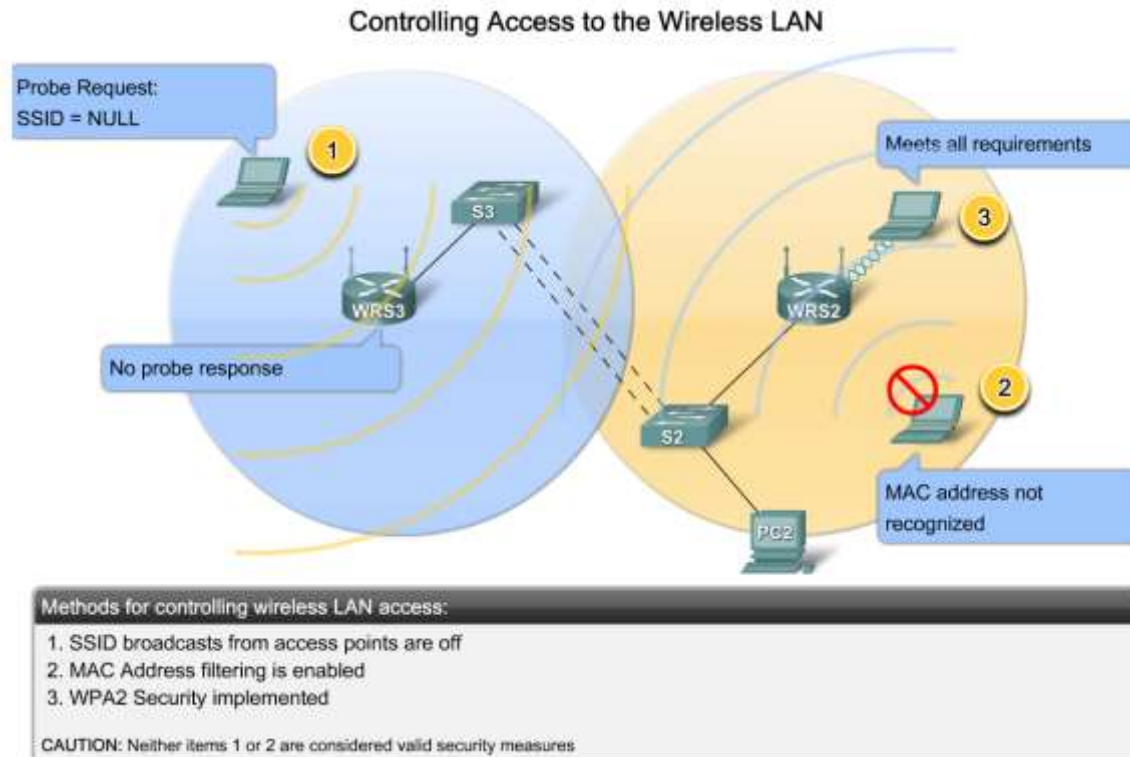 Controlling Access to the Wireless LAN
Probe Request:
SSID = NULL
1
Meets all requirements
3
S3
WRS3
WRS2
No probe response
2
S2
MAC address not
recognized
PC2
Methods for controlling wireless LAN access:
1. SSID broadcasts from access points are off
2. MAC Address filtering is enabled
3. WPA2 Security implemented
CAUTION: Neither items 1 or 2 are considered valid security measures